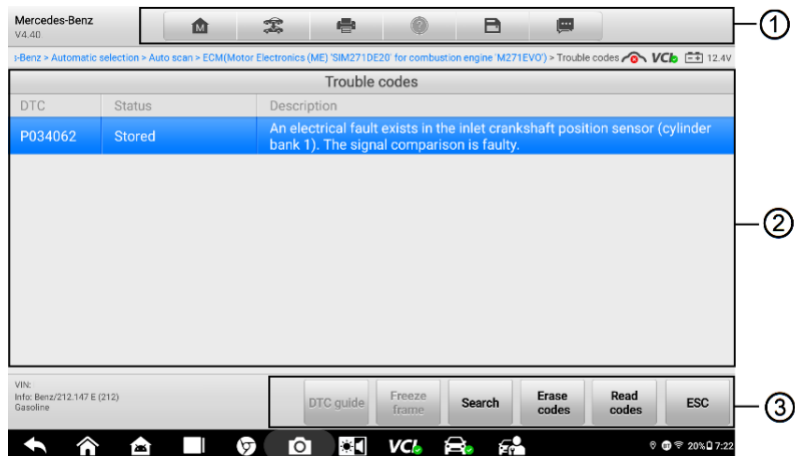 Mercedes-Benz
V4.40.
M
?
①
›-Benz > Automatic selection > Auto scan > ECM(Motor Electronics (ME) 'SIM271DE20' for combustion engine 'M271EVO') > Trouble codes VCI 12.4V
Trouble codes
DTC Status Description
P034062 Stored An electrical fault exists in the inlet crankshaft position sensor (cylinder
bank 1). The signal comparison is faulty.
②
VIN:
Info: Benz/212.147 E (212)
Gasoline
DTC guide Freeze frame Search Erase codes Read codes ESC
③
VCI 20% 7:22